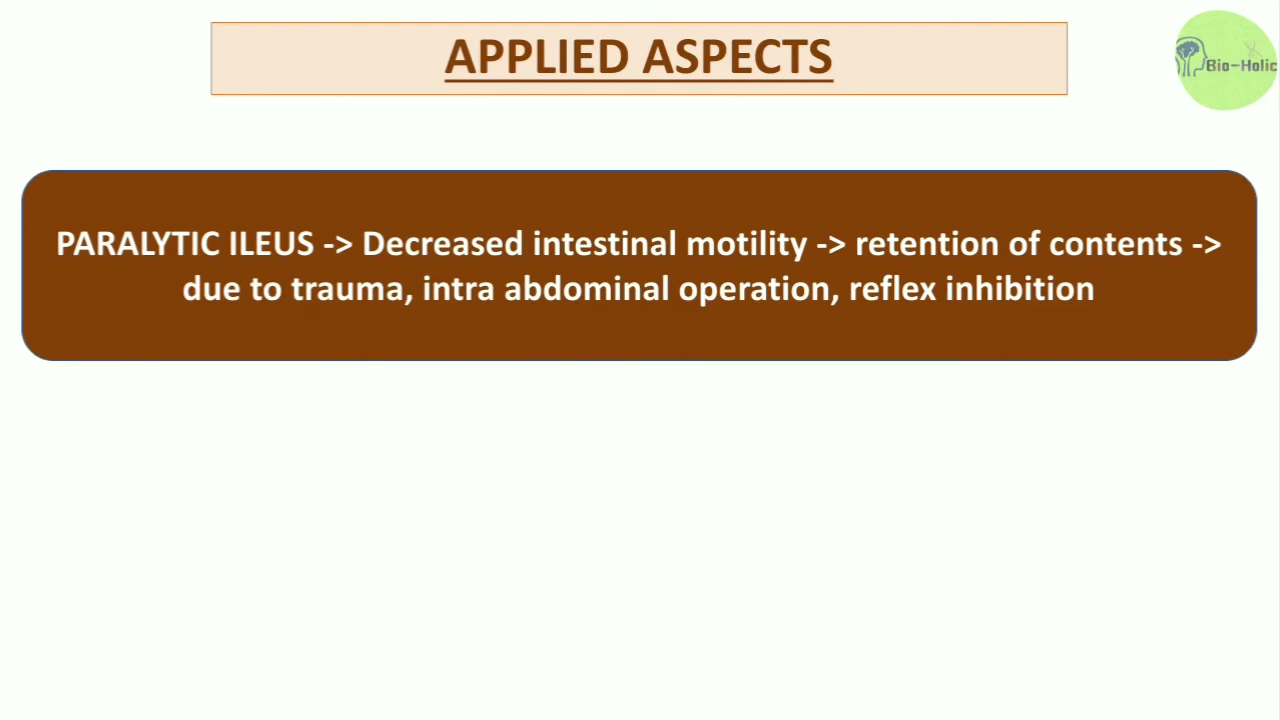 APPLIED ASPECTS
Bio-Holic
PARALYTIC ILEUS -> Decreased intestinal motility -> retention of contents ->
due to trauma, intra abdominal operation, reflex inhibition